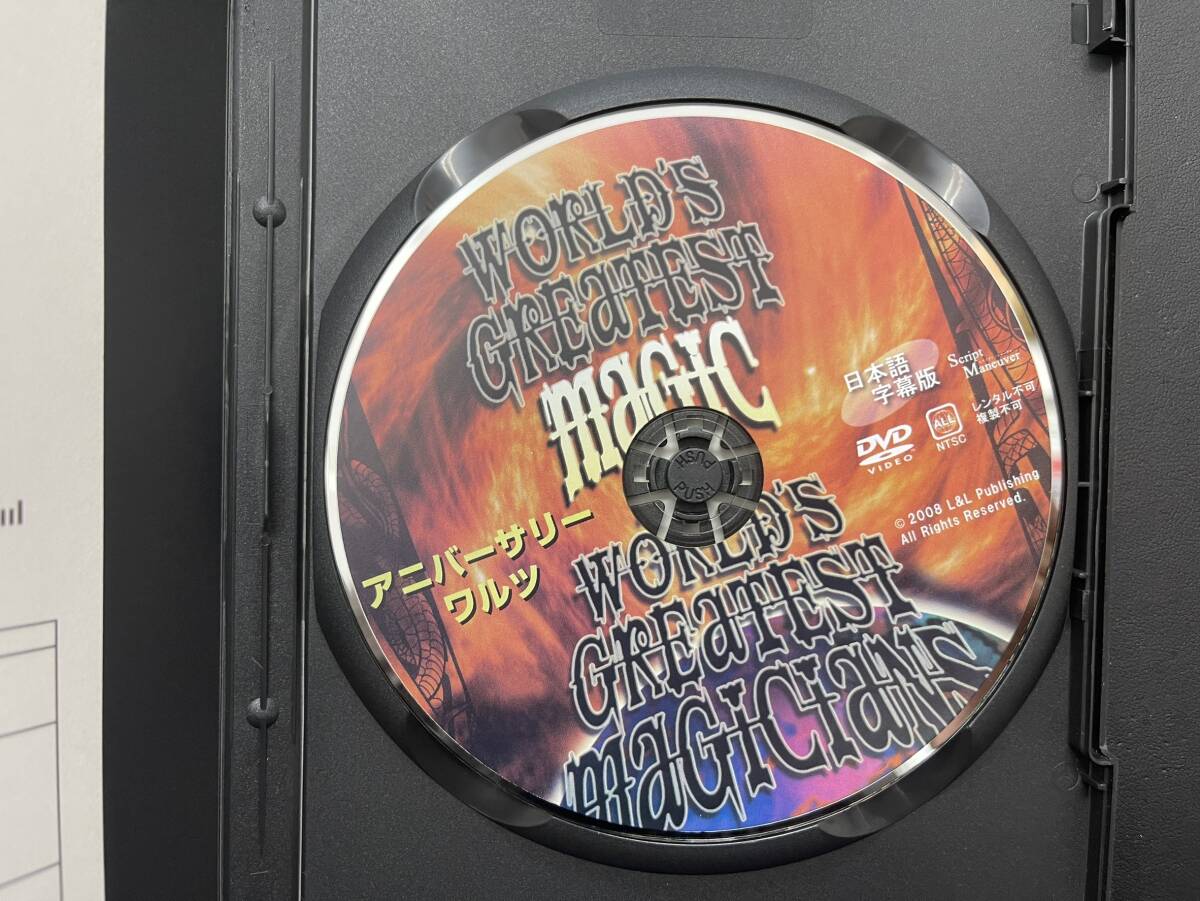 WORLD'S
GREATEST
MAGIC
日本語
字幕版
Script
Maneuver
DVD
VIDEO
ALL
NTSC
レンタル不可
複製不可
PUSH
PUSH
© 2008 L&L Publishing
All Rights Reserved.
アニバーサリー
ワルツ
WORLD'S
GREATEST
MAGICIANS